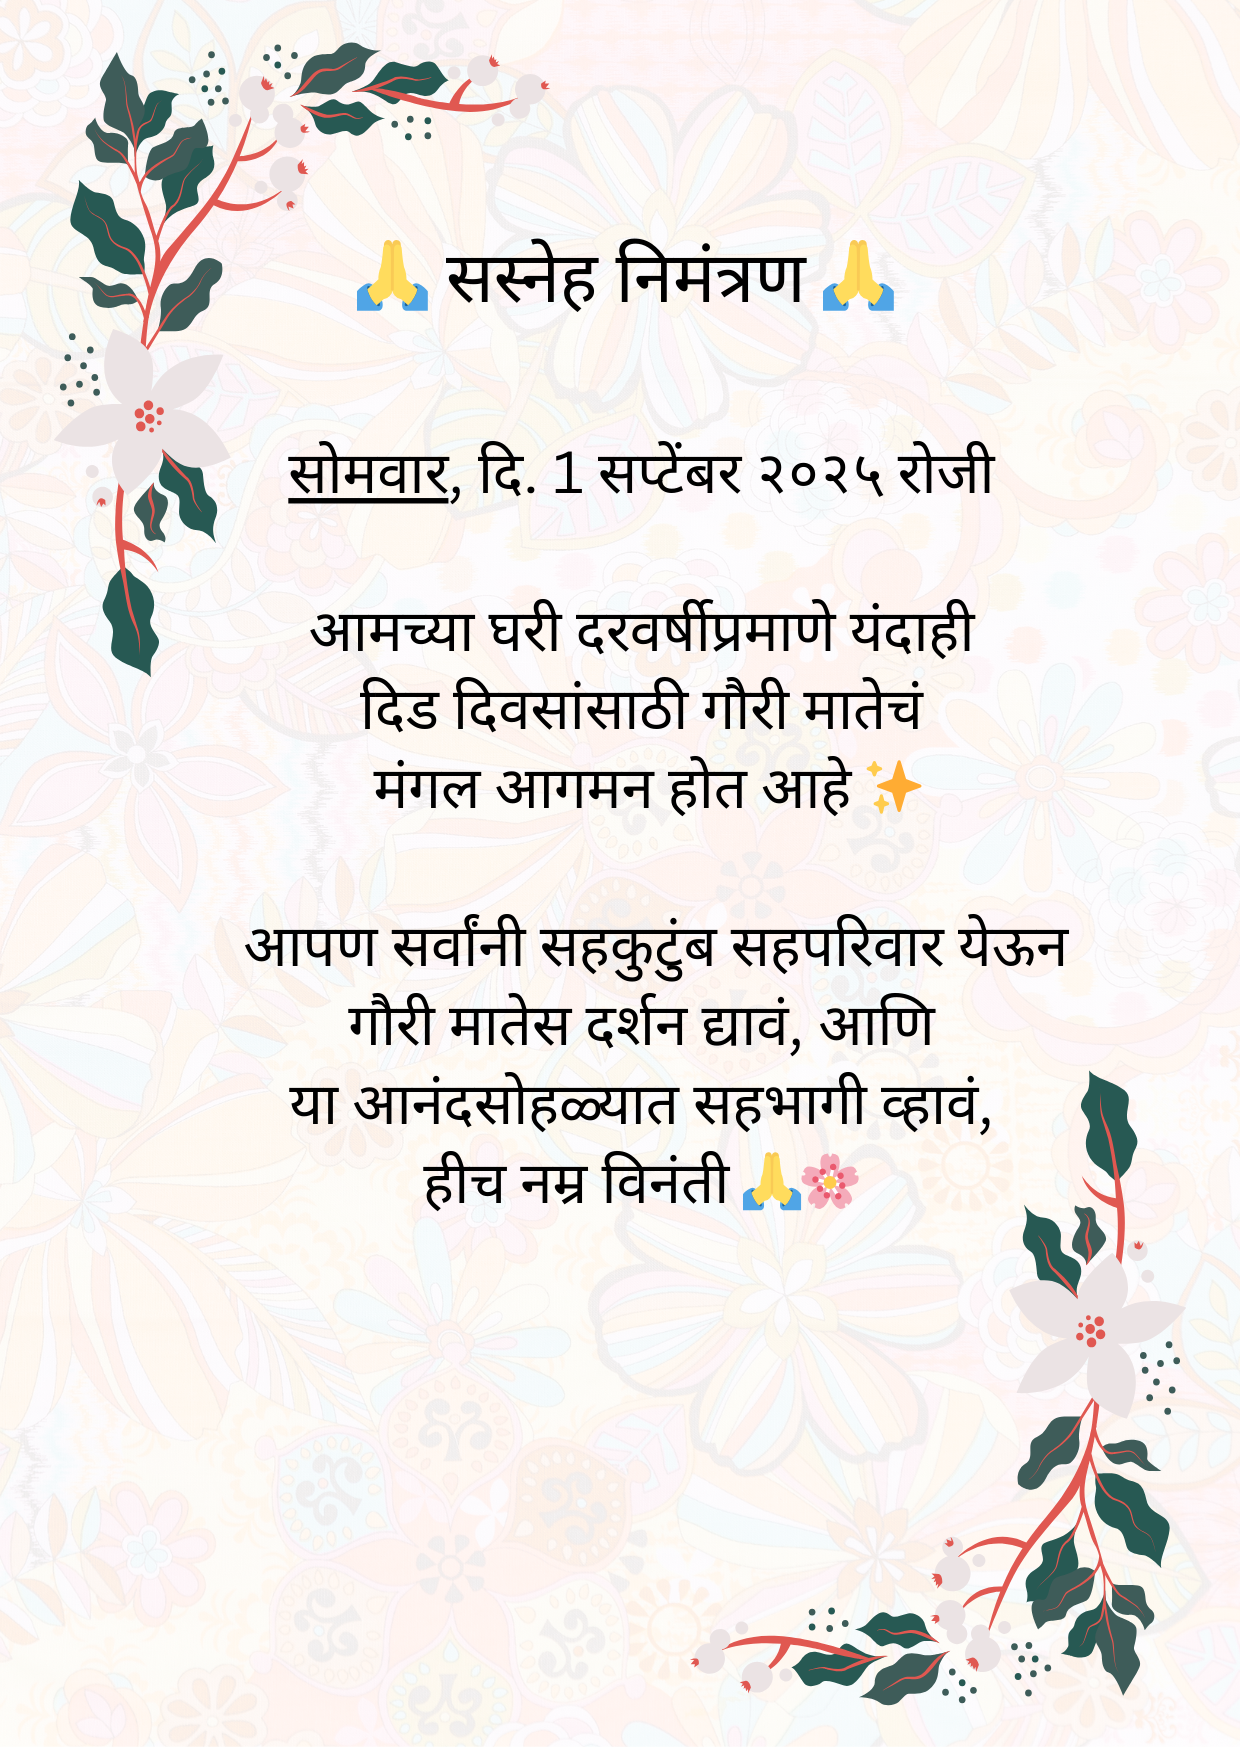 🙏 सस्नेह निमंत्रण 🙏
सोमवार, दि. 1 सप्टेंबर २०२५ रोजी
आमच्या घरी दरवर्षीप्रमाणे यंदाही
दिड दिवसांसाठी गौरी मातेचं
मंगल आगमन होत आहे ✨
आपण सर्वांनी सहकुटुंब सहपरिवार येऊन
गौरी मातेस दर्शन द्यावं, आणि
या आनंदसोहळ्यात सहभागी व्हावं,
हीच नम्र विनंती 🙏🌸